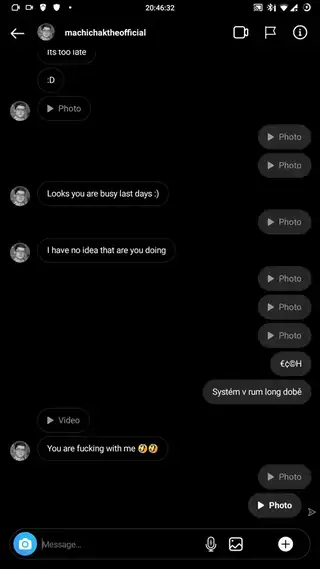 20:46:32
machichaktheofficial
Its too late
:D
Photo
Photo
Photo
Looks you are busy last days :)
Photo
I have no idea that are you doing
Photo
Photo
Photo
€¢©H
Systém v rum long době
Video
You are fucking with me 🤣🤣
Photo
Photo
Message...